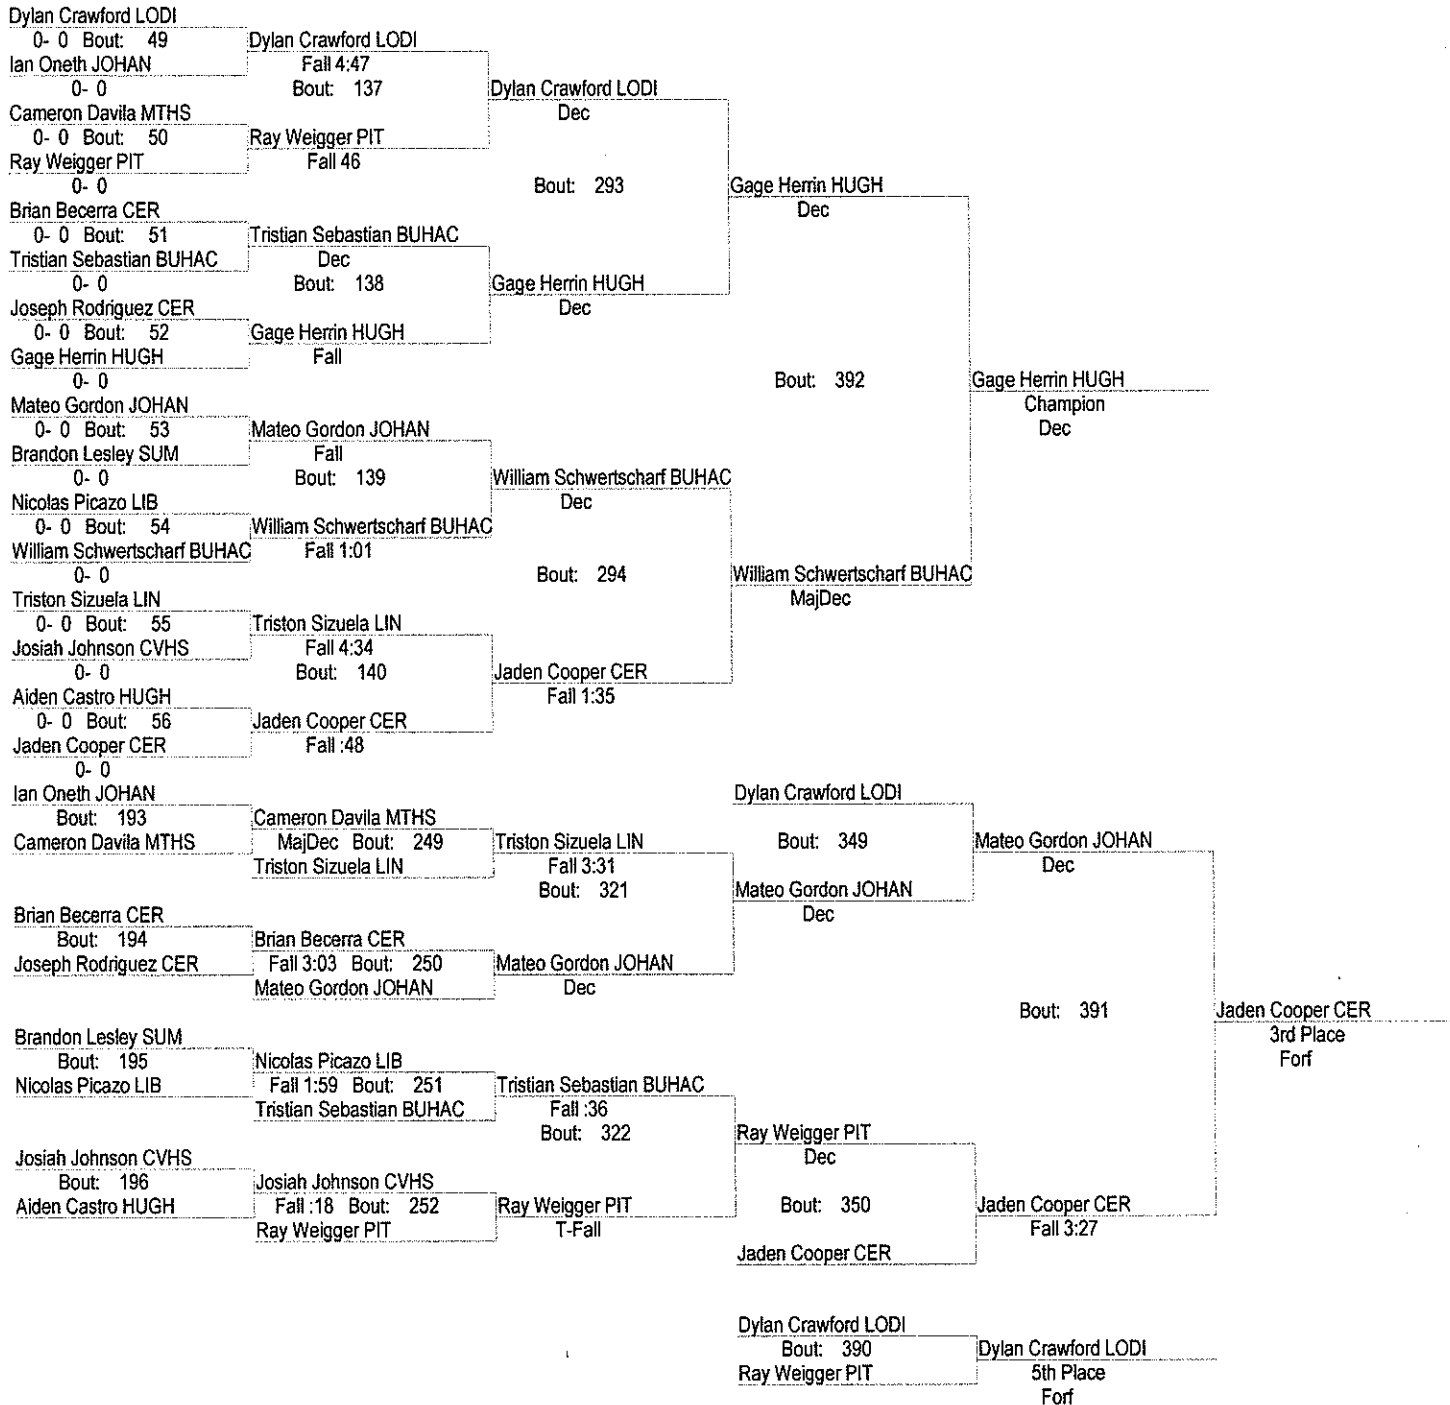 Dylan Crawford LODI
0- 0 Bout: 49
Ian Oneth JOHAN
0- 0
Cameron Davila MTHS
0- 0 Bout: 50
Ray Weigger PIT
0- 0
Brian Becerra CER
0- 0 Bout: 51
Tristian Sebastian BUHAC
0- 0
Joseph Rodriguez CER
0- 0 Bout: 52
Gage Herrin HUGH
0- 0
Mateo Gordon JOHAN
0- 0 Bout: 53
Brandon Lesley SUM
0- 0
Nicolas Picazo LIB
0- 0 Bout: 54
William Schwertscharf BUHAC
0- 0
Triston Sizuela LIN
0- 0 Bout: 55
Josiah Johnson CVHS
0- 0
Aiden Castro HUGH
0- 0 Bout: 56
Jaden Cooper CER
0- 0
Dylan Crawford LODI
Fall 4:47
Bout: 137
Ray Weigger PIT
Fall 46
Tristian Sebastian BUHAC
Dec
Bout: 138
Gage Herrin HUGH
Fall
Mateo Gordon JOHAN
Fall
Bout: 139
William Schwertscharf BUHAC
Fall 1:01
Triston Sizuela LIN
Fall 4:34
Bout: 140
Jaden Cooper CER
Fall :48
Dylan Crawford LODI
Dec
Bout: 293
Gage Herrin HUGH
Dec
William Schwertscharf BUHAC
Dec
Bout: 294
Jaden Cooper CER
Fall 1:35
Gage Herrin HUGH
Dec
Bout: 392
William Schwertscharf BUHAC
MajDec
Gage Herrin HUGH
Champion
Dec
Ian Oneth JOHAN
Bout: 193
Cameron Davila MTHS
Brian Becerra CER
Bout: 194
Joseph Rodriguez CER
Brandon Lesley SUM
Bout: 195
Nicolas Picazo LIB
Josiah Johnson CVHS
Bout: 196
Aiden Castro HUGH
Cameron Davila MTHS
MajDec Bout: 249
Triston Sizuela LIN
Brian Becerra CER
Fall 3:03 Bout: 250
Mateo Gordon JOHAN
Nicolas Picazo LIB
Fall 1:59 Bout: 251
Tristian Sebastian BUHAC
Josiah Johnson CVHS
Fall :18 Bout: 252
Ray Weigger PIT
Triston Sizuela LIN
Fall 3:31
Bout: 321
Mateo Gordon JOHAN
Dec
Tristian Sebastian BUHAC
Fall :36
Bout: 322
Ray Weigger PIT
T-Fall
Dylan Crawford LODI
Bout: 349
Mateo Gordon JOHAN
Dec
Ray Weigger PIT
Dec
Bout: 350
Jaden Cooper CER
Mateo Gordon JOHAN
Dec
Bout: 391
Jaden Cooper CER
Fall 3:27
Jaden Cooper CER
3rd Place
Forf
Dylan Crawford LODI
Bout: 390
Ray Weigger PIT
Dylan Crawford LODI
5th Place
Forf